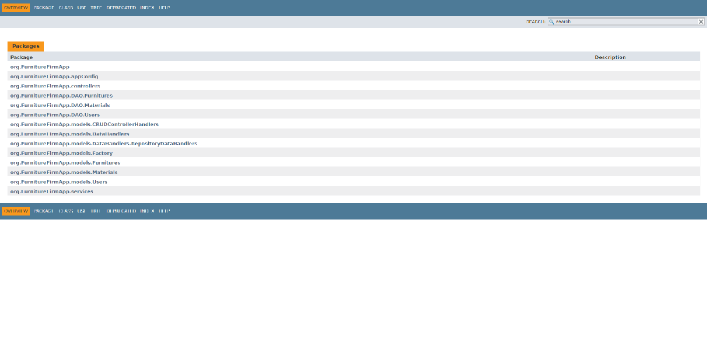 OVERVIEW PACKAGE CLASS USE TREE DEPRECATED INDEX HELP
SEARCH: search
Packages
Package Description
org.FurnitureFirmApp
org.FurnitureFirmApp.appConfig
org.FurnitureFirmApp.controllers
org.FurnitureFirmApp.DAO.Furnitures
org.FurnitureFirmApp.DAO.Materials
org.FurnitureFirmApp.DAO.Users
org.FurnitureFirmApp.models.CRUDControllerHandlers
org.FurnitureFirmApp.models.DataHandlers
org.FurnitureFirmApp.models.DataHandlers.RepositoryDataHandlers
org.FurnitureFirmApp.models.Factory
org.FurnitureFirmApp.models.Furnitures
org.FurnitureFirmApp.models.Materials
org.FurnitureFirmApp.models.Users
org.FurnitureFirmApp.services
OVERVIEW PACKAGE CLASS USE TREE DEPRECATED INDEX HELP